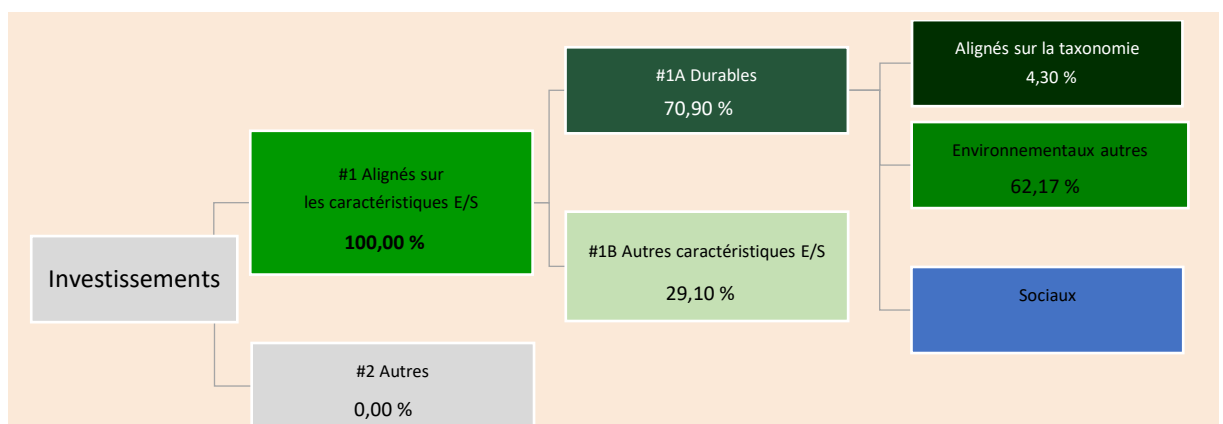 Investissements
#1 Alignés sur
les caractéristiques E/S
100,00 %
#2 Autres
0,00 %
#1A Durables
70,90 %
#1B Autres caractéristiques E/S
29,10 %
Alignés sur la taxonomie
4,30 %
Environnementaux autres
62,17 %
Sociaux